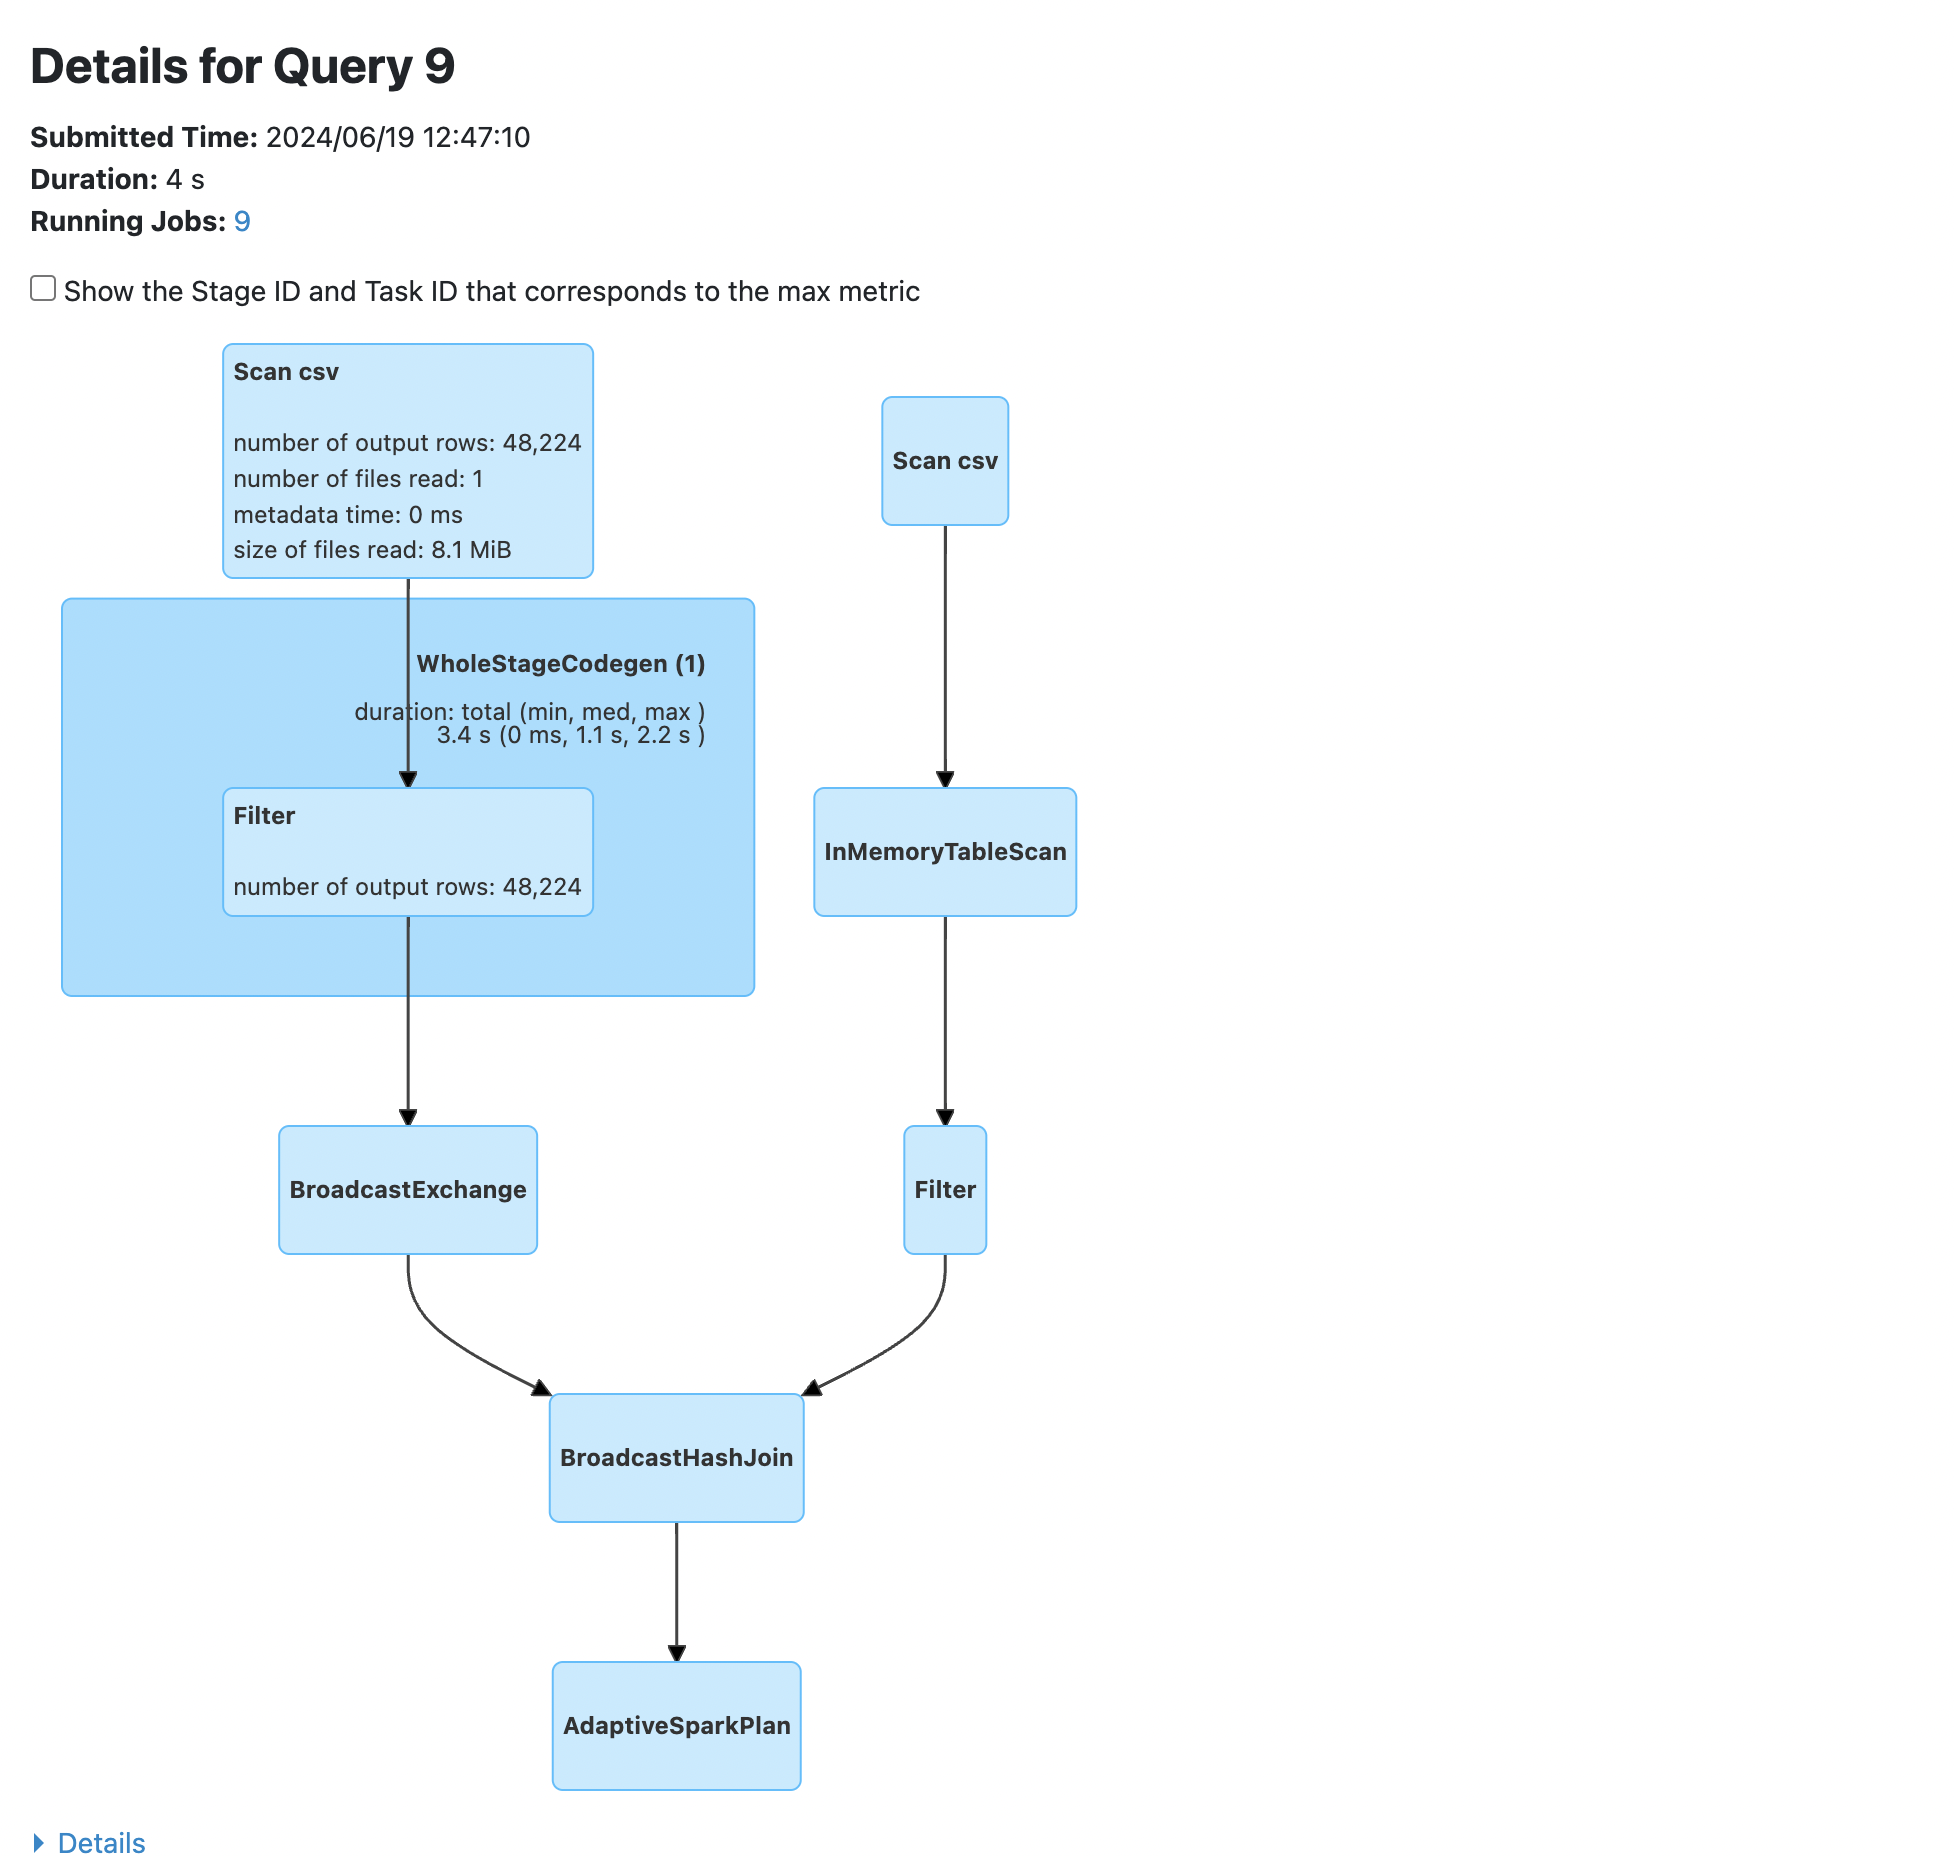 Details for Query 9
Submitted Time: 2024/06/19 12:47:10
Duration: 4 s
Running Jobs: 9
Show the Stage ID and Task ID that corresponds to the max metric
Scan csv
number of output rows: 48,224
number of files read: 1
metadata time: 0 ms
size of files read: 8.1 MiB
Scan csv
WholeStageCodegen (1)
duration: total (min, med, max )
3.4 s (0 ms, 1.1 s, 2.2 s )
Filter
number of output rows: 48,224
InMemoryTableScan
BroadcastExchange
Filter
BroadcastHashJoin
AdaptiveSparkPlan
Details